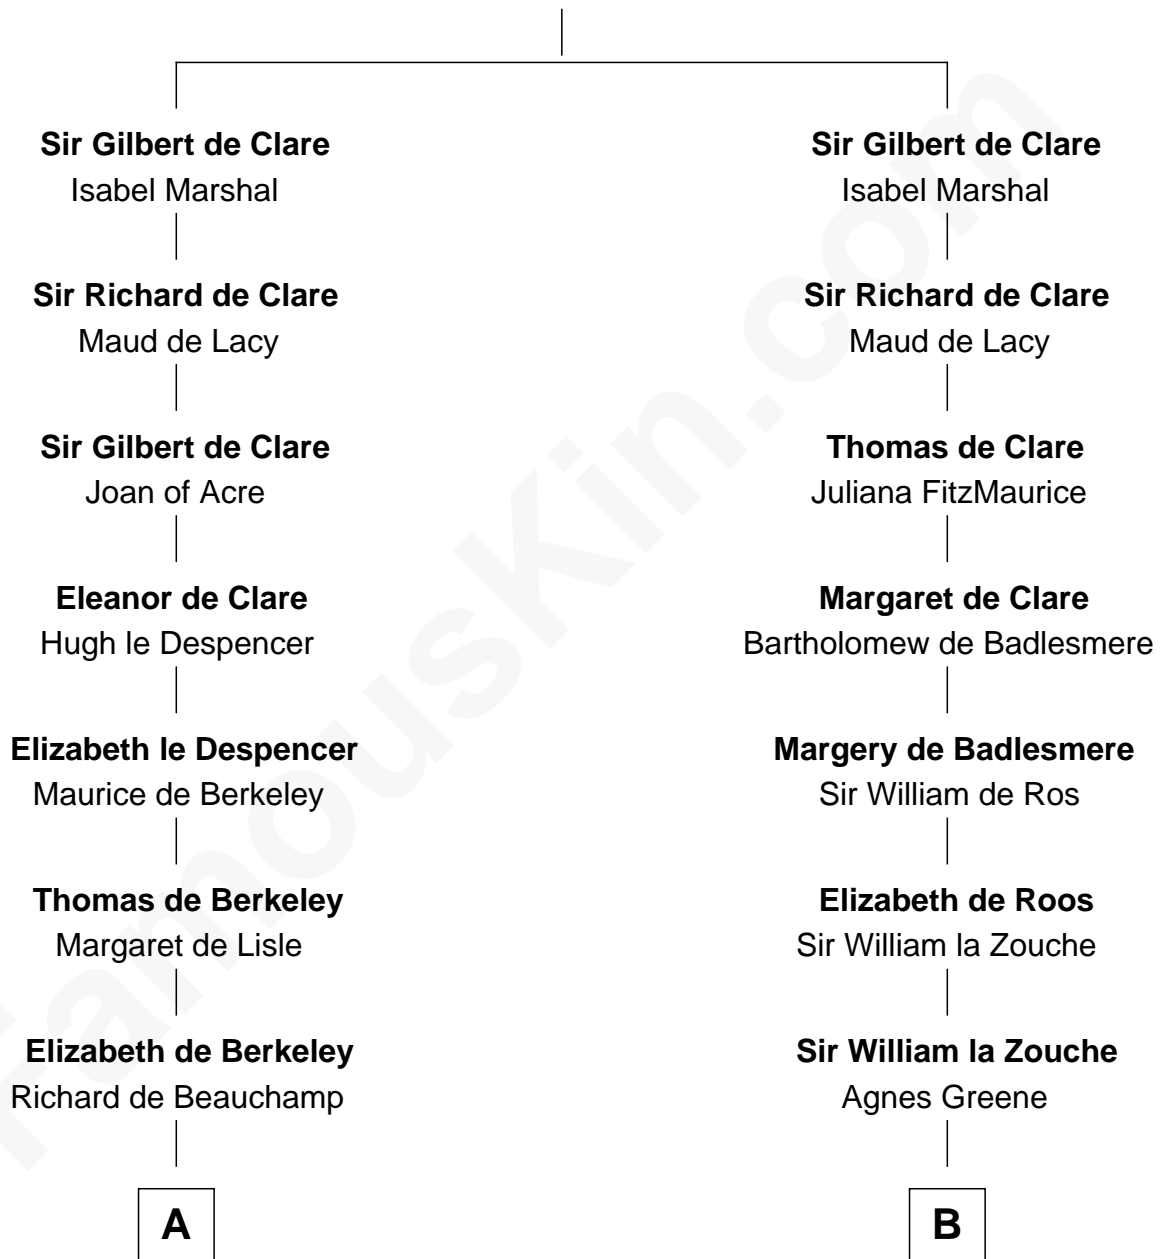 Sir Gilbert de Clare
Isabel Marshal
Sir Richard de Clare
Maud de Lacy
Sir Gilbert de Clare
Joan of Acre
Eleanor de Clare
Hugh le Despencer
Elizabeth le Despencer
Maurice de Berkeley
Thomas de Berkeley
Margaret de Lisle
Elizabeth de Berkeley
Richard de Beauchamp
A
Sir Gilbert de Clare
Isabel Marshal
Sir Richard de Clare
Maud de Lacy
Thomas de Clare
Juliana FitzMaurice
Margaret de Clare
Bartholomew de Badlesmere
Margery de Badlesmere
Sir William de Ros
Elizabeth de Roos
Sir William la Zouche
Sir William la Zouche
Agnes Greene
B
FamousKin.com